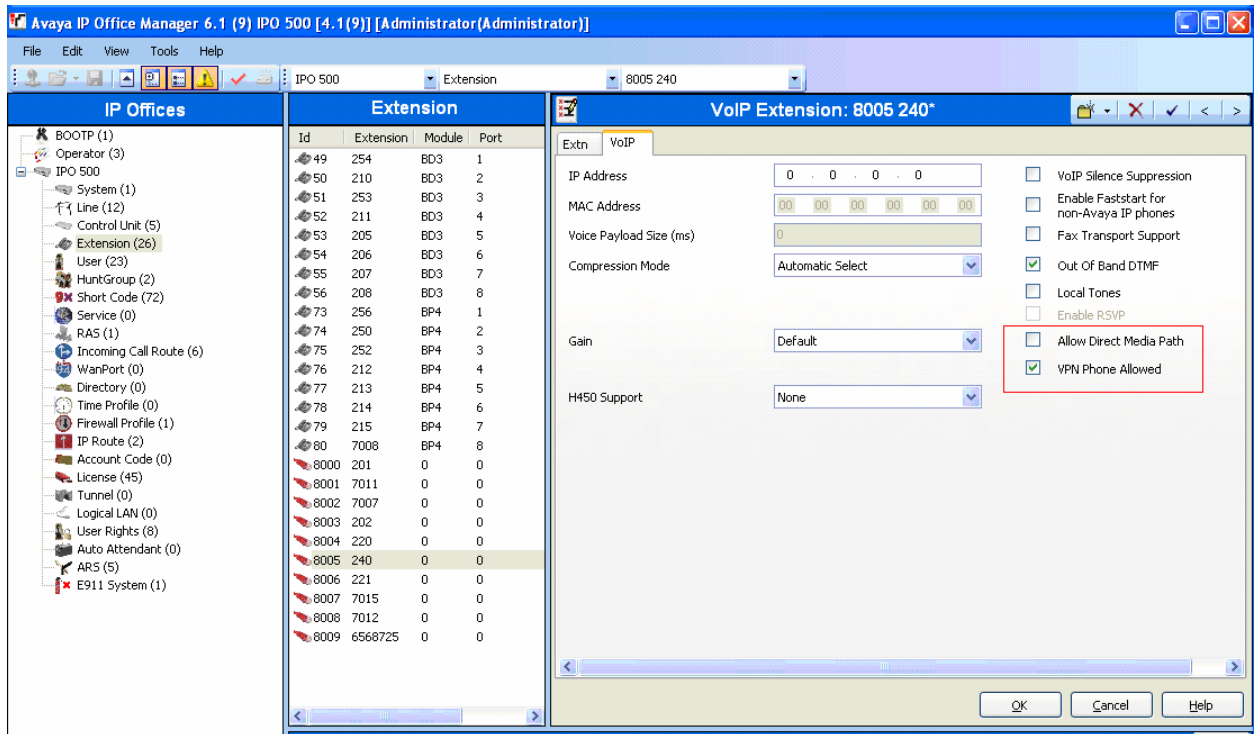 Avaya IP Office Manager 6.1 (9) IPO 500 [4.1(9)] [Administrator(Administrator)]
File Edit View Tools Help
IPO 500 Extension 8005 240
IP Offices
BOOTP (1)
Operator (3)
IPO 500
System (1)
Line (12)
Control Unit (5)
Extension (26)
User (23)
HuntGroup (2)
Short Code (72)
Service (0)
RAS (1)
Incoming Call Route (6)
WanPort (0)
Directory (0)
Time Profile (0)
Firewall Profile (1)
IP Route (2)
Account Code (0)
License (45)
Tunnel (0)
Logical LAN (0)
User Rights (8)
Auto Attendant (0)
ARS (5)
E911 System (1)
Extension
Id Extension Module Port
49 254 BD3 1
50 210 BD3 2
51 253 BD3 3
52 211 BD3 4
53 205 BD3 5
54 206 BD3 6
55 207 BD3 7
56 208 BD3 8
73 256 BP4 1
74 250 BP4 2
75 252 BP4 3
76 212 BP4 4
77 213 BP4 5
78 214 BP4 6
79 215 BP4 7
80 7008 BP4 8
8000 201 0 0
8001 7011 0 0
8002 7007 0 0
8003 202 0 0
8004 220 0 0
8005 240 0 0
8006 221 0 0
8007 7015 0 0
8008 7012 0 0
8009 6568725 0 0
VoIP Extension: 8005 240*
Extn VoIP
IP Address 0 . 0 . 0 . 0
MAC Address 00 00 00 00 00 00
Voice Payload Size (ms) 0
Compression Mode Automatic Select
Gain Default
H450 Support None
VoIP Silence Suppression
Enable Faststart for
non-Avaya IP phones
Fax Transport Support
Out Of Band DTMF
Local Tones
Enable RSVP
Allow Direct Media Path
VPN Phone Allowed
OK Cancel Help